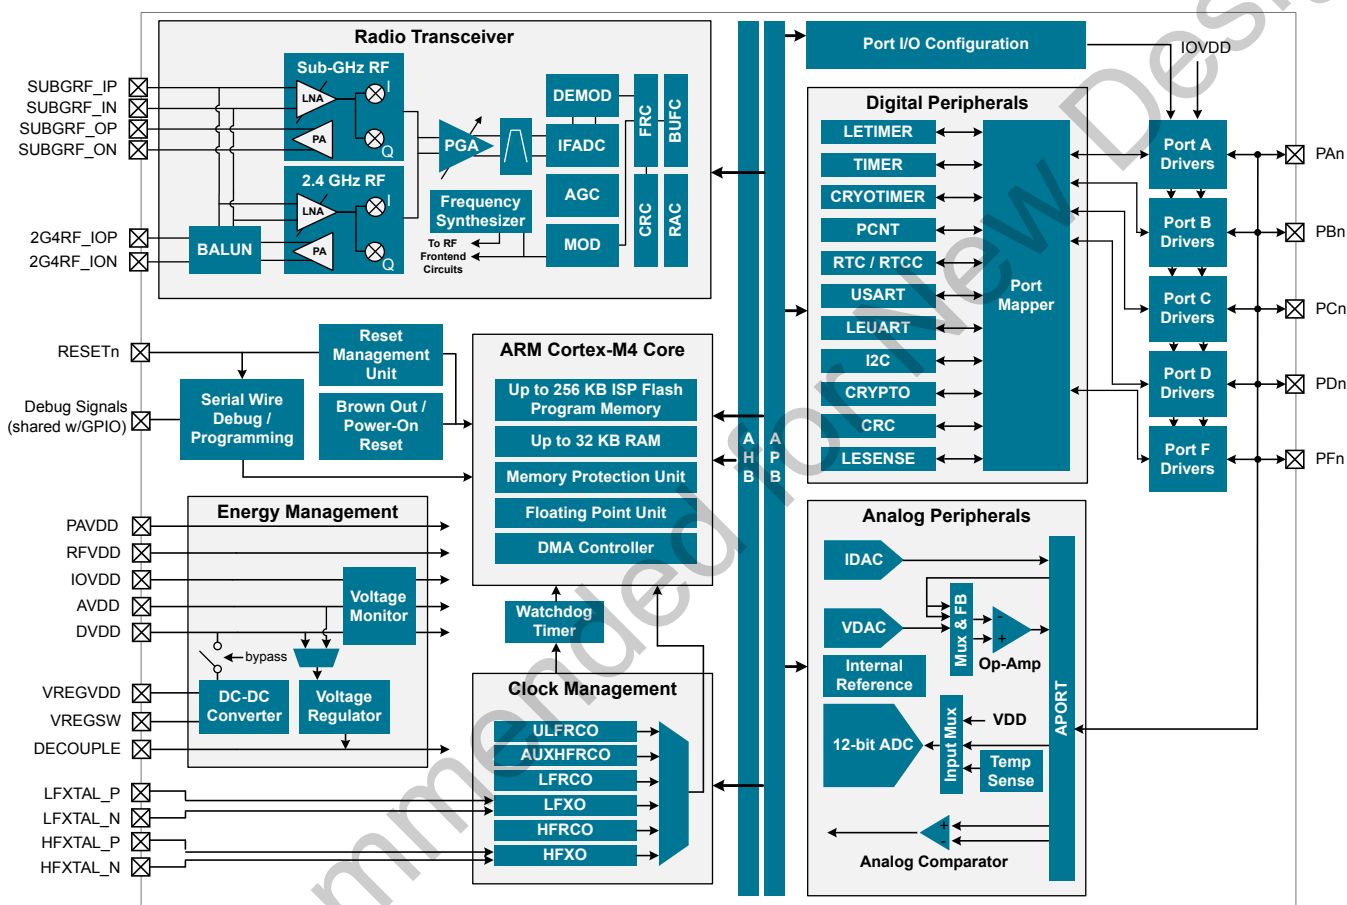 Radio Transceiver
SUBGRF_IP
SUBGRF_IN
SUBGRF_OP
SUBGRF_ON
2G4RF_IOP
2G4RF_ION
BALUN
Sub-GHz RF
LNA
I
PA
Q
2.4 GHz RF
LNA
I
PA
Q
PGA
Frequency
Synthesizer
To RF
Frontend
Circuits
DEMOD
IFADC
AGC
MOD
FRC
BUFC
CRC
RAC
RESETn
Debug Signals
(shared w/GPIO)
Serial Wire
Debug /
Programming
Reset
Management
Unit
Brown Out /
Power-On
Reset
ARM Cortex-M4 Core
Up to 256 KB ISP Flash
Program Memory
Up to 32 KB RAM
Memory Protection Unit
Floating Point Unit
DMA Controller
Watchdog
Timer
Energy Management
PAVDD
RFVDD
IOVDD
AVDD
DVDD
VREGVDD
VREGSW
DECOUPLE
Voltage
Monitor
bypass
DC-DC
Converter
Voltage
Regulator
Clock Management
LFXTAL_P
LFXTAL_N
HFXTAL_P
HFXTAL_N
ULFRCO
AUXHFRCO
LFRCO
LFXO
HFRCO
HFXO
AHB
APB
Port I/O Configuration
IOVDD
Digital Peripherals
LETIMER
TIMER
CRYOTIMER
PCNT
RTC / RTCC
USART
LEUART
I2C
CRYPTO
CRC
LESENSE
Port
Mapper
Port A
Drivers
Port B
Drivers
Port C
Drivers
Port D
Drivers
Port F
Drivers
PAn
PBn
PCn
PDn
PFn
Analog Peripherals
IDAC
VDAC
Mux & FB
-
+
Op-Amp
Internal
Reference
12-bit ADC
Input Mux
VDD
Temp
Sense
APORT
+
-
Analog Comparator
mmended for New Desi